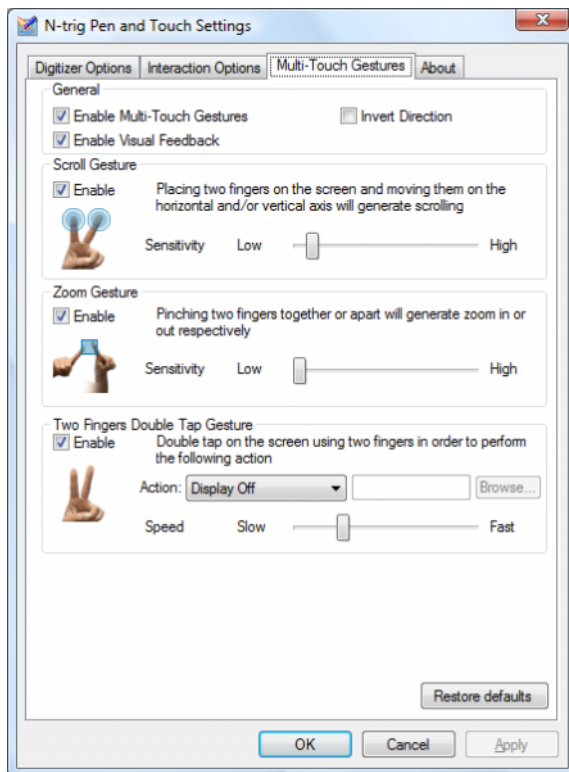 N-trig Pen and Touch Settings
Digitizer Options Interaction Options Multi-Touch Gestures About
General
Enable Multi-Touch Gestures Invert Direction
Enable Visual Feedback
Scroll Gesture
Enable Placing two fingers on the screen and moving them on the
horizontal and/or vertical axis will generate scrolling
Sensitivity Low High
Zoom Gesture
Enable Pinching two fingers together or apart will generate zoom in or
out respectively
Sensitivity Low High
Two Fingers Double Tap Gesture
Enable Double tap on the screen using two fingers in order to perform
the following action
Action: Display Off Browse...
Speed Slow Fast
Restore defaults
OK Cancel Apply